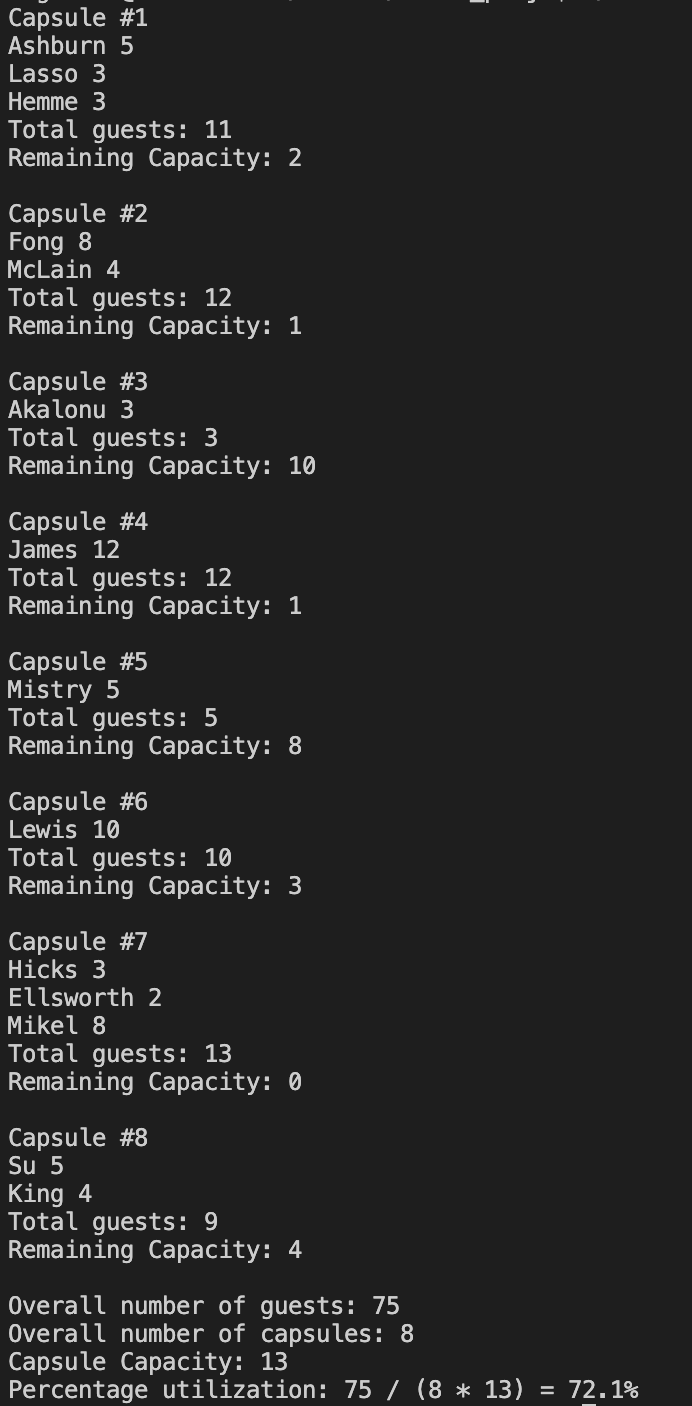 Capsule #1
Ashburn 5
Lasso 3
Hemme 3
Total guests: 11
Remaining Capacity: 2
Capsule #2
Fong 8
McLain 4
Total guests: 12
Remaining Capacity: 1
Capsule #3
Akalonu 3
Total guests: 3
Remaining Capacity: 10
Capsule #4
James 12
Total guests: 12
Remaining Capacity: 1
Capsule #5
Mistry 5
Total guests: 5
Remaining Capacity: 8
Capsule #6
Lewis 10
Total guests: 10
Remaining Capacity: 3
Capsule #7
Hicks 3
Ellsworth 2
Mikel 8
Total guests: 13
Remaining Capacity: 0
Capsule #8
Su 5
King 4
Total guests: 9
Remaining Capacity: 4
Overall number of guests: 75
Overall number of capsules: 8
Capsule Capacity: 13
Percentage utilization: 75 / (8 * 13) = 72.1%